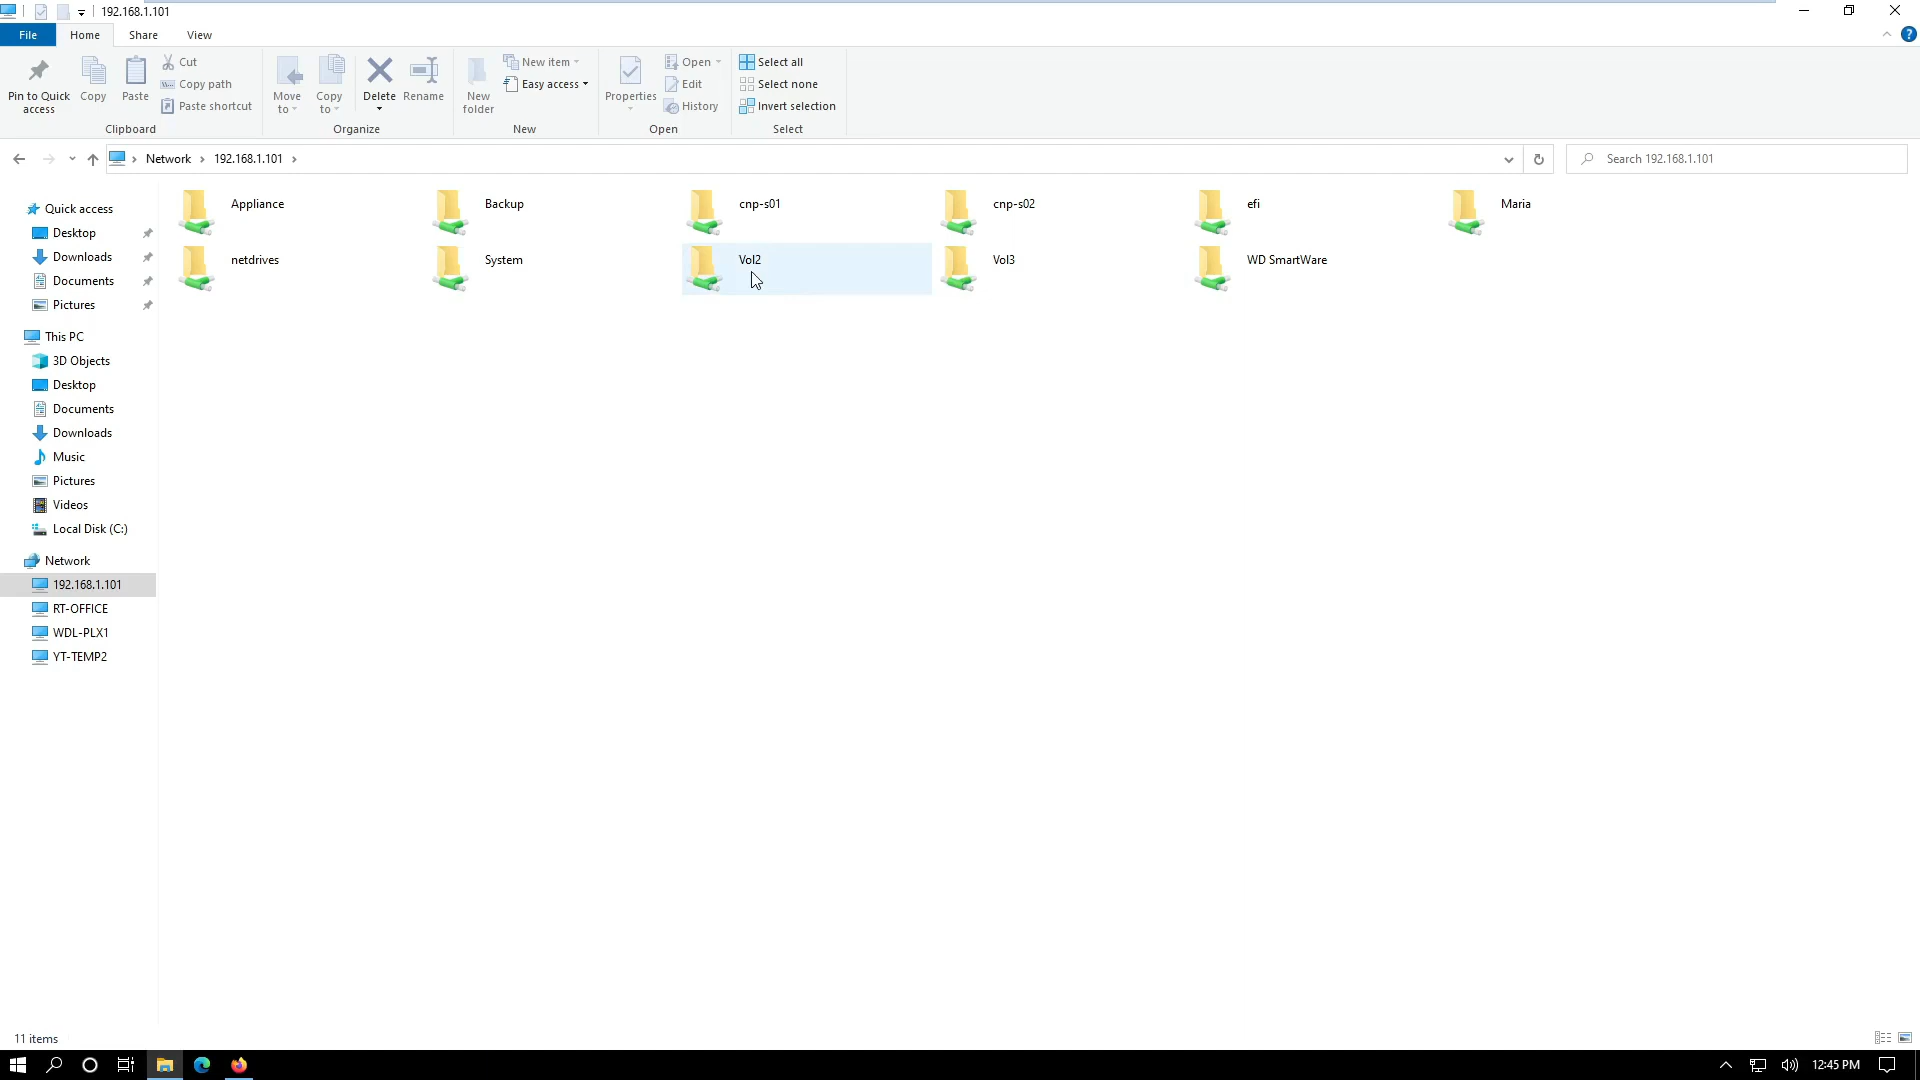 192.168.1.101
File Home Share View
Pin to Quick access
Copy
Paste
Cut
Copy path
Paste shortcut
Clipboard
Move to
Copy to
Delete
Rename
Organize
New folder
New item
Easy access
New
Properties
Open
Edit
History
Open
Select all
Select none
Invert selection
Select
Network 192.168.1.101
Search 192.168.1.101
Quick access
Desktop
Downloads
Documents
Pictures
This PC
3D Objects
Desktop
Documents
Downloads
Music
Pictures
Videos
Local Disk (C:)
Network
192.168.1.101
RT-OFFICE
WDL-PLX1
YT-TEMP2
Appliance Backup cnp-s01 cnp-s02 efi Maria
netdrives System Vol2 Vol3 WD SmartWare
11 items
12:45 PM